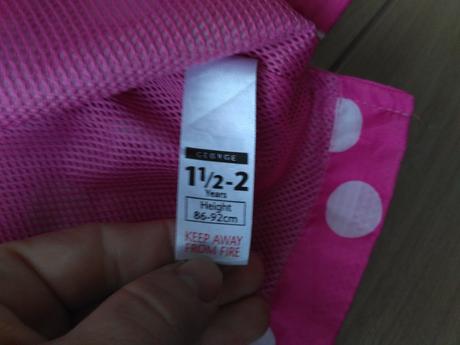 GEORGE
1½-2
Years
Height
86-92cm
KEEP AWAY
FROM FIRE